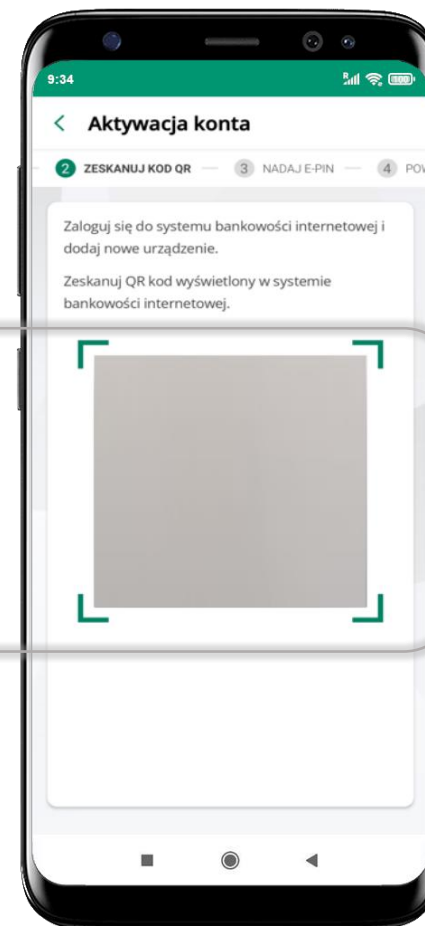 9:34
R
Aktywacja konta
2 ZESKANUJ KOD QR — 3 NADAJ E-PIN — 4
Zaloguj się do systemu bankowości internetowej i
dodaj nowe urządzenie.
Zeskanuj QR kod wyświetlony w systemie
bankowości internetowej.